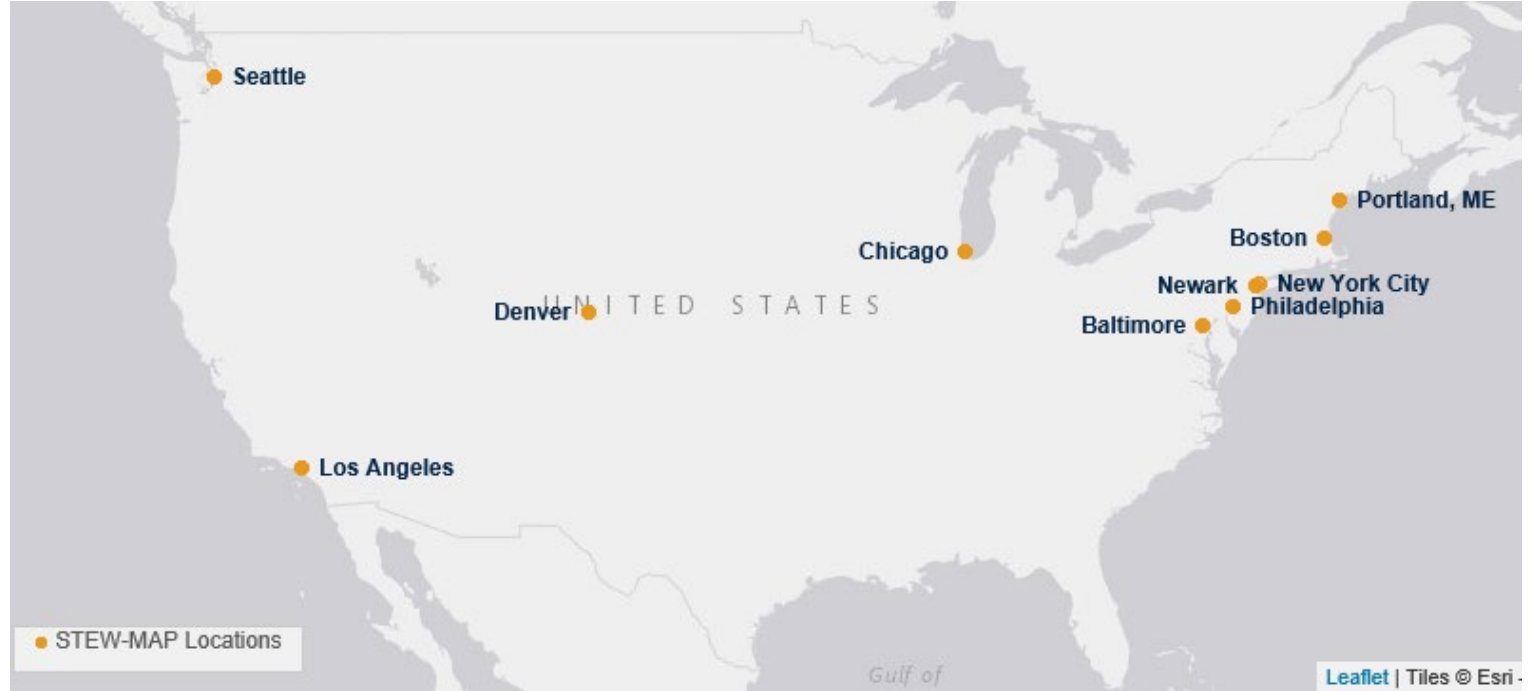 Seattle
Portland, ME
Boston
Chicago
Newark
New York City
Philadelphia
Denver
UNITED STATES
Baltimore
Los Angeles
STEW-MAP Locations
Gulf of
Leaflet | Tiles © Esri -